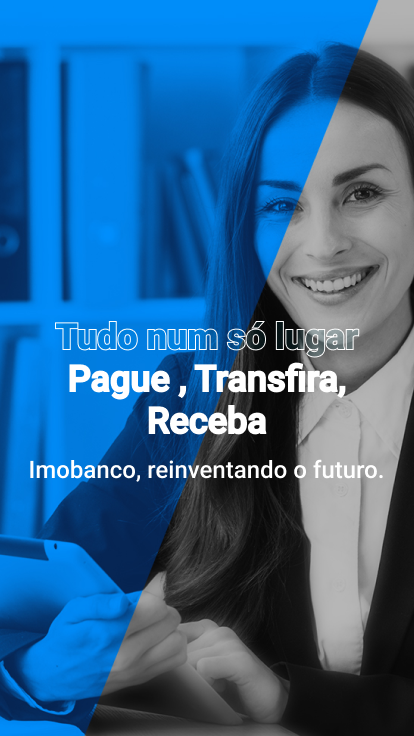 Tudo num só lugar
Pague , Transfira,
Receba
Imobanco, reinventando o futuro.